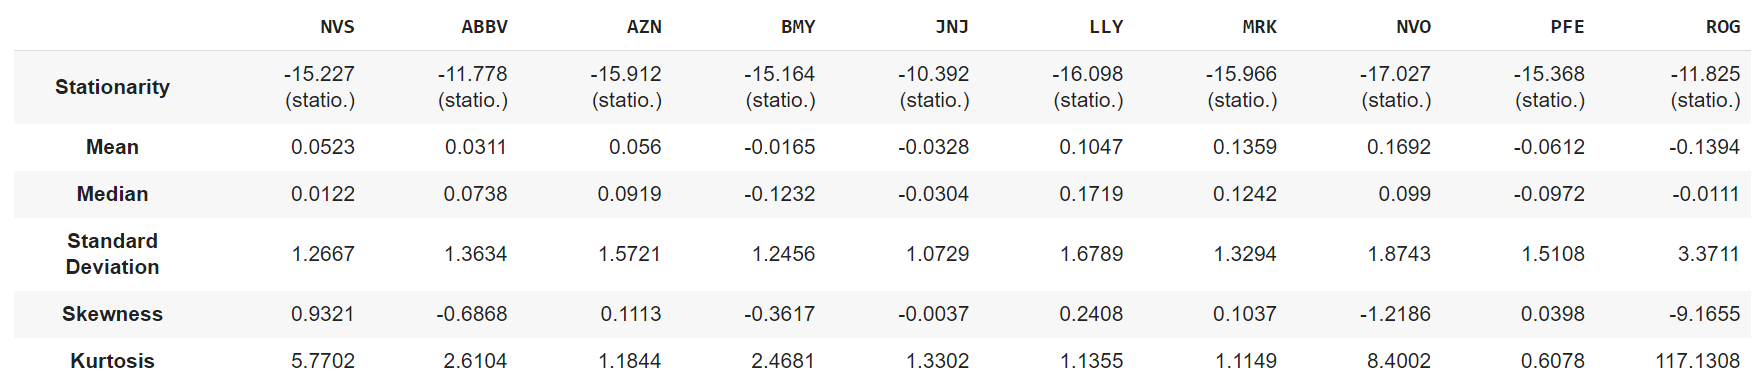 NVS ABBV AZN BMY JNJ LLY MRK NVO PFE ROG
Stationarity -15.227 (statio.) -11.778 (statio.) -15.912 (statio.) -15.164 (statio.) -10.392 (statio.) -16.098 (statio.) -15.966 (statio.) -17.027 (statio.) -15.368 (statio.) -11.825 (statio.)
Mean 0.0523 0.0311 0.056 -0.0165 -0.0328 0.1047 0.1359 0.1692 -0.0612 -0.1394
Median 0.0122 0.0738 0.0919 -0.1232 -0.0304 0.1719 0.1242 0.099 -0.0972 -0.0111
Standard Deviation 1.2667 1.3634 1.5721 1.2456 1.0729 1.6789 1.3294 1.8743 1.5108 3.3711
Skewness 0.9321 -0.6868 0.1113 -0.3617 -0.0037 0.2408 0.1037 -1.2186 0.0398 -9.1655
Kurtosis 5.7702 2.6104 1.1844 2.4681 1.3302 1.1355 1.1149 8.4002 0.6078 117.1308